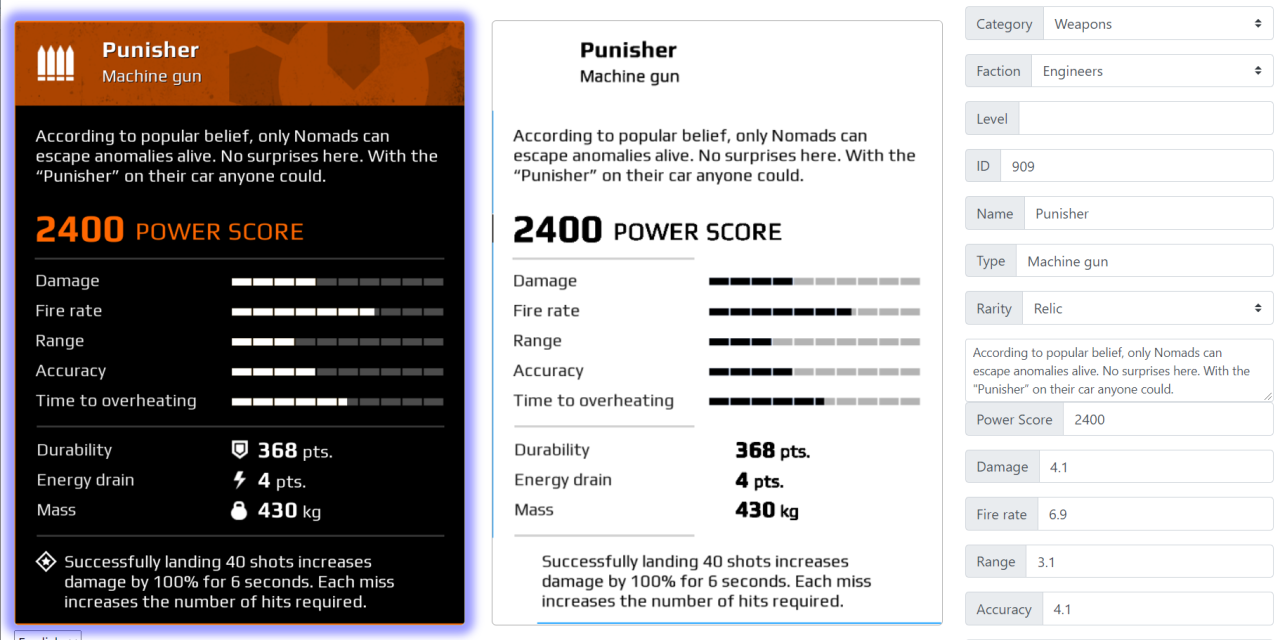 Punisher
Machine gun
According to popular belief, only Nomads can
escape anomalies alive. No surprises here. With the
“Punisher” on their car anyone could.
2400 POWER SCORE
Damage
Fire rate
Range
Accuracy
Time to overheating
Durability 368 pts.
Energy drain 4 pts.
Mass 430 kg
Successfully landing 40 shots increases
damage by 100% for 6 seconds. Each miss
increases the number of hits required.
Punisher
Machine gun
According to popular belief, only Nomads can
escape anomalies alive. No surprises here. With the
“Punisher” on their car anyone could.
2400 POWER SCORE
Damage
Fire rate
Range
Accuracy
Time to overheating
Durability 368 pts.
Energy drain 4 pts.
Mass 430 kg
Successfully landing 40 shots increases
damage by 100% for 6 seconds. Each miss
increases the number of hits required.
Category Weapons
Faction Engineers
Level
ID 909
Name Punisher
Type Machine gun
Rarity Relic
According to popular belief, only Nomads can
escape anomalies alive. No surprises here. With the
“Punisher” on their car anyone could.
Power Score 2400
Damage 4.1
Fire rate 6.9
Range 3.1
Accuracy 4.1